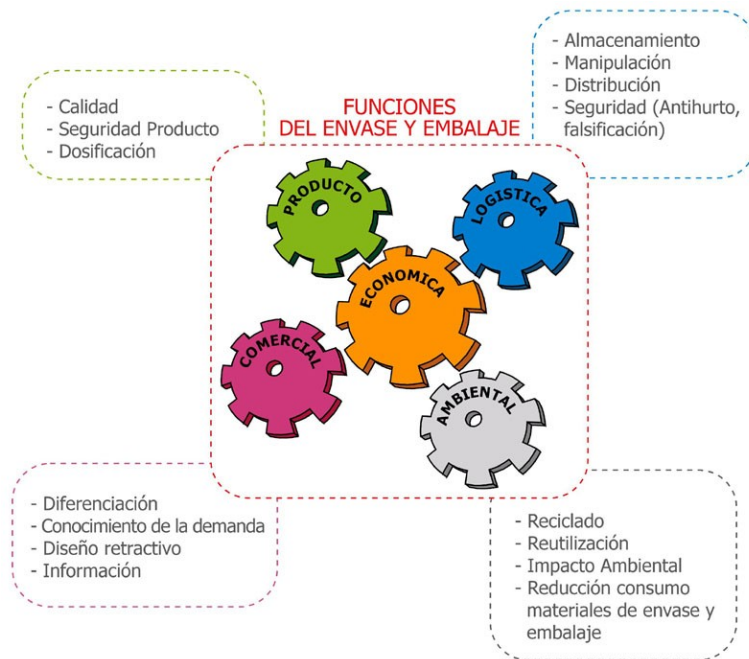 - Calidad
- Seguridad Producto
- Dosificación
- Almacenamiento
- Manipulación
- Distribución
- Seguridad (Antihurto,
falsificación)
FUNCIONES
DEL ENVASE Y EMBALAJE
PRODUCTO
LOGISTICA
ECONOMICA
COMERCIAL
AMBIENTAL
- Diferenciación
- Conocimiento de la demanda
- Diseño retractivo
- Información
- Reciclado
- Reutilización
- Impacto Ambiental
- Reducción consumo
materiales de envase y
embalaje